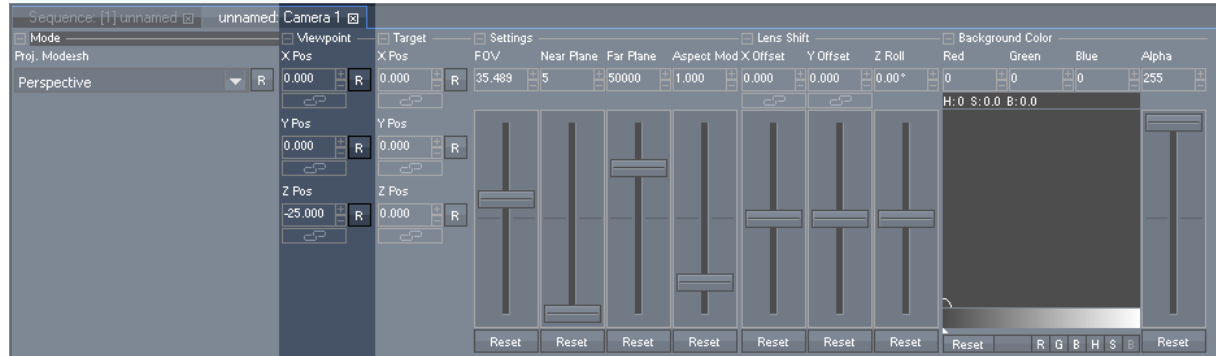 Sequence: [1] unnamed unnamed: Camera 1
Mode Viewpoint Target Settings Lens Shift Background Color
Proj. Modesh X Pos X Pos FOV Near Plane Far Plane Aspect Mod X Offset Y Offset Z Roll Red Green Blue Alpha
Perspective R 0.000 R 0.000 R 35.489 5 50000 1.000 0.000 0.000 0.00° 0 0 0 255
H:0 S:0.0 B:0.0
Y Pos Y Pos
0.000 R 0.000 R
Z Pos Z Pos
-25.000 R 0.000 R
Reset Reset Reset Reset Reset Reset Reset Reset R G B H S B Reset